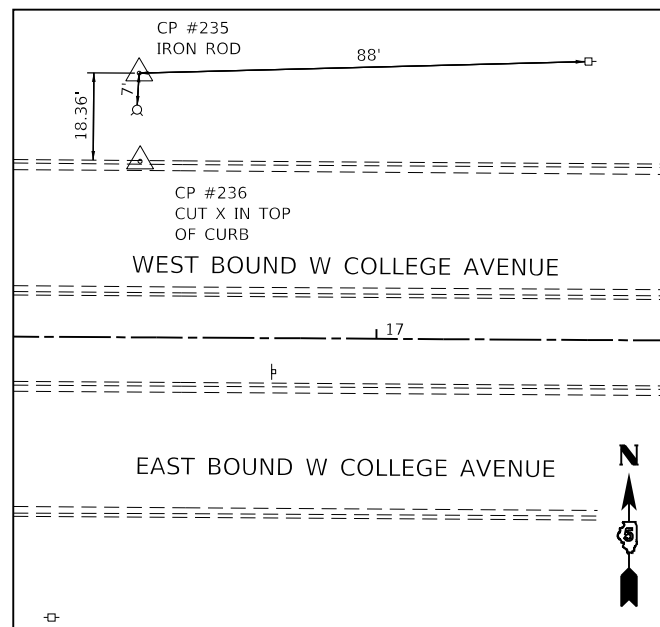 CP #235
IRON ROD
88'
7'
18.36'
CP #236
CUT X IN TOP
OF CURB
WEST BOUND W COLLEGE AVENUE
17
EAST BOUND W COLLEGE AVENUE
N
5